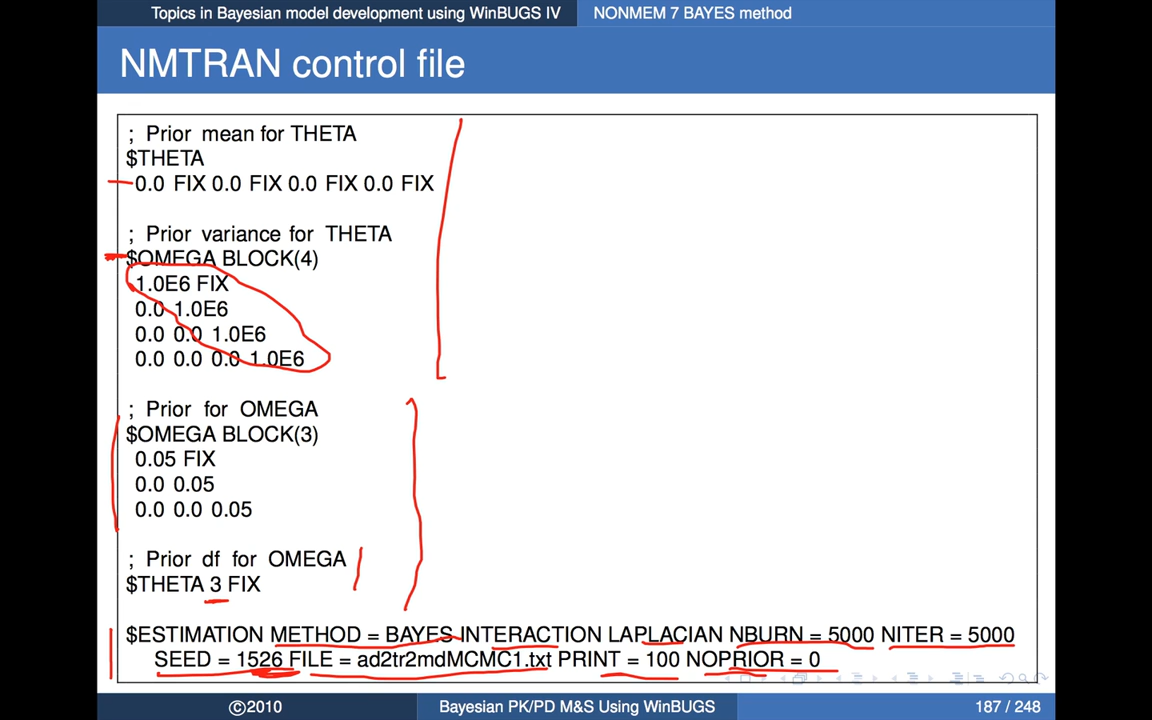 Topics in Bayesian model development using WinBUGS IV NONMEM 7 BAYES method
NMTRAN control file
; Prior mean for THETA
$THETA
0.0 FIX 0.0 FIX 0.0 FIX 0.0 FIX
; Prior variance for THETA
$OMEGA BLOCK(4)
1.0E6 FIX
0.0 1.0E6
0.0 0.0 1.0E6
0.0 0.0 0.0 1.0E6
; Prior for OMEGA
$OMEGA BLOCK(3)
0.05 FIX
0.0 0.05
0.0 0.0 0.05
; Prior df for OMEGA
$THETA 3 FIX
$ESTIMATION METHOD = BAYES INTERACTION LAPLACIAN NBURN = 5000 NITER = 5000
SEED = 1526 FILE = ad2tr2mdMCMC1.txt PRINT = 100 NOPRIOR = 0
©2010 Bayesian PK/PD M&S Using WinBUGS 187 / 248